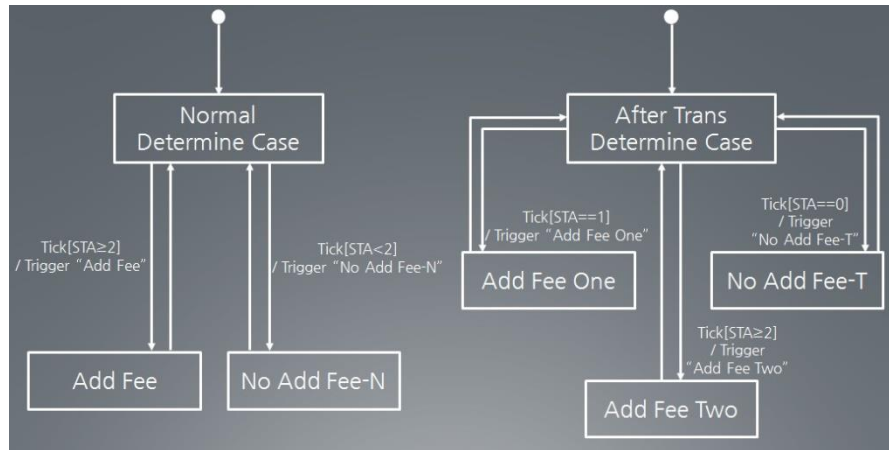 Normal
Determine Case
Tick[STA≥2]
/ Trigger "Add Fee"
Tick[STA<2]
/ Trigger "No Add Fee-N"
Add Fee
No Add Fee-N
After Trans
Determine Case
Tick[STA==1]
/ Trigger "Add Fee One"
Tick[STA==0]
/ Trigger
"No Add Fee-T"
Add Fee One
No Add Fee-T
Tick[STA≥2]
/ Trigger
"Add Fee Two"
Add Fee Two